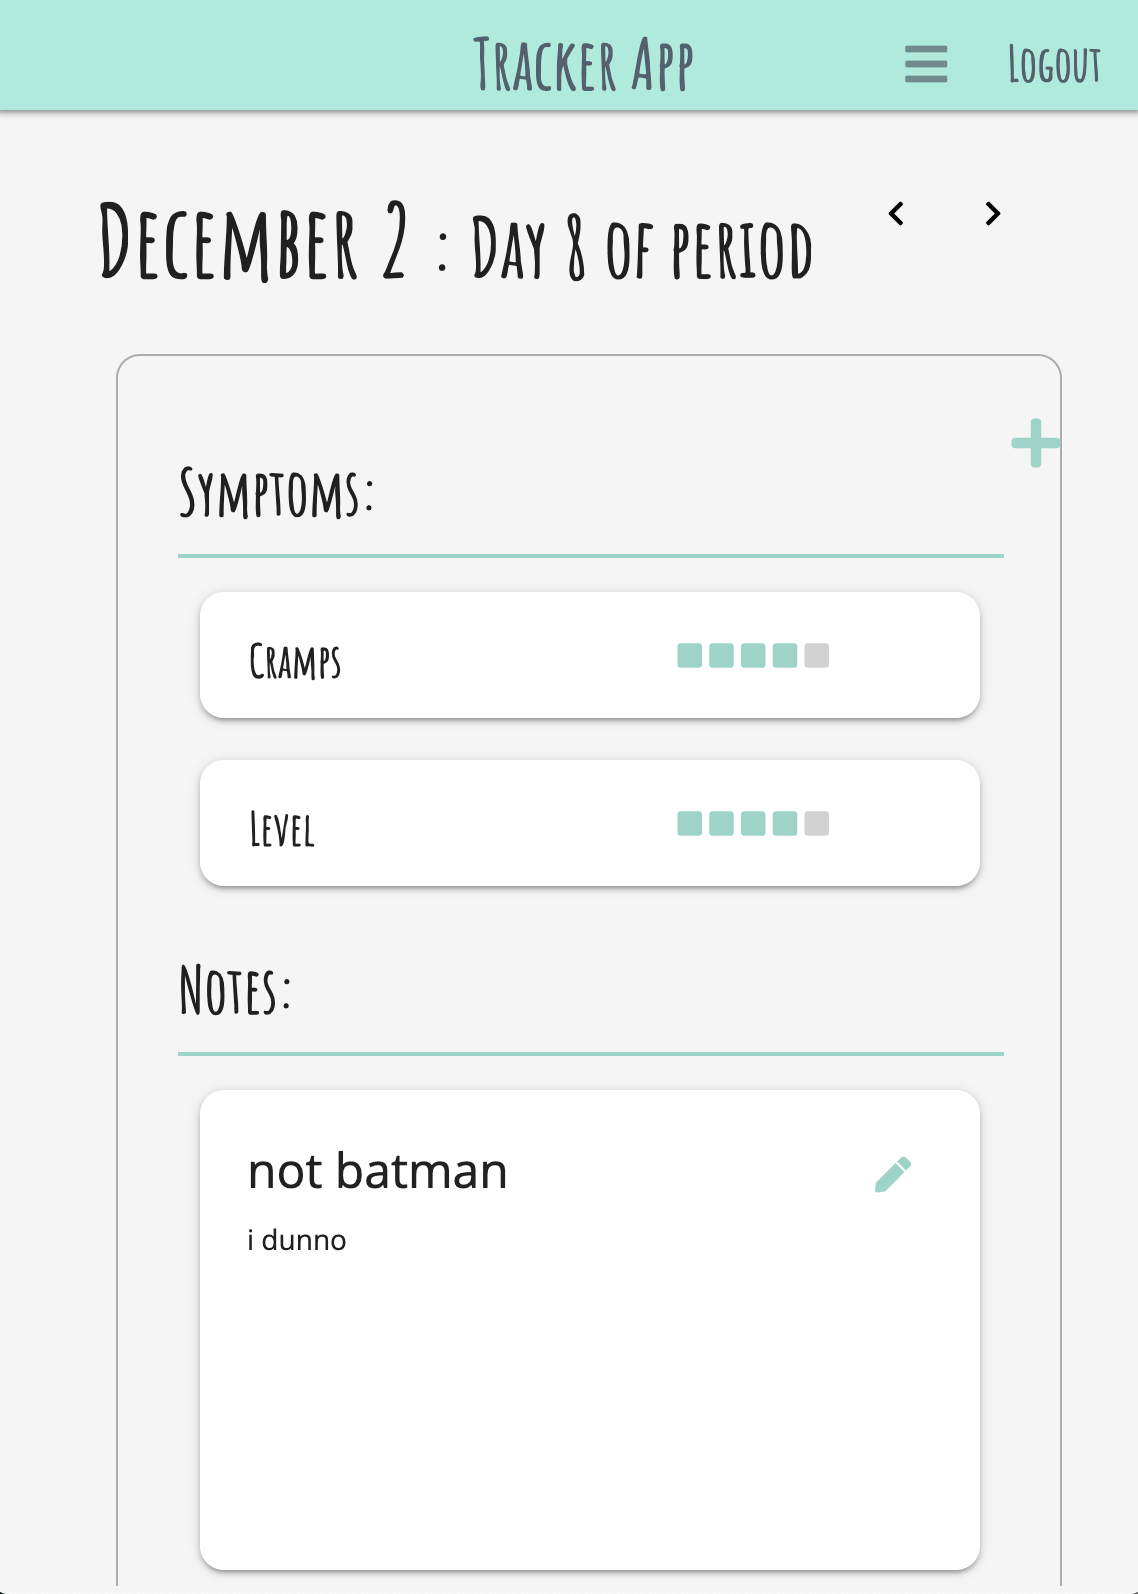 Tracker App
Logout
December 2 : Day 8 of period
Symptoms:
Cramps
Level
Notes:
not batman
i dunno